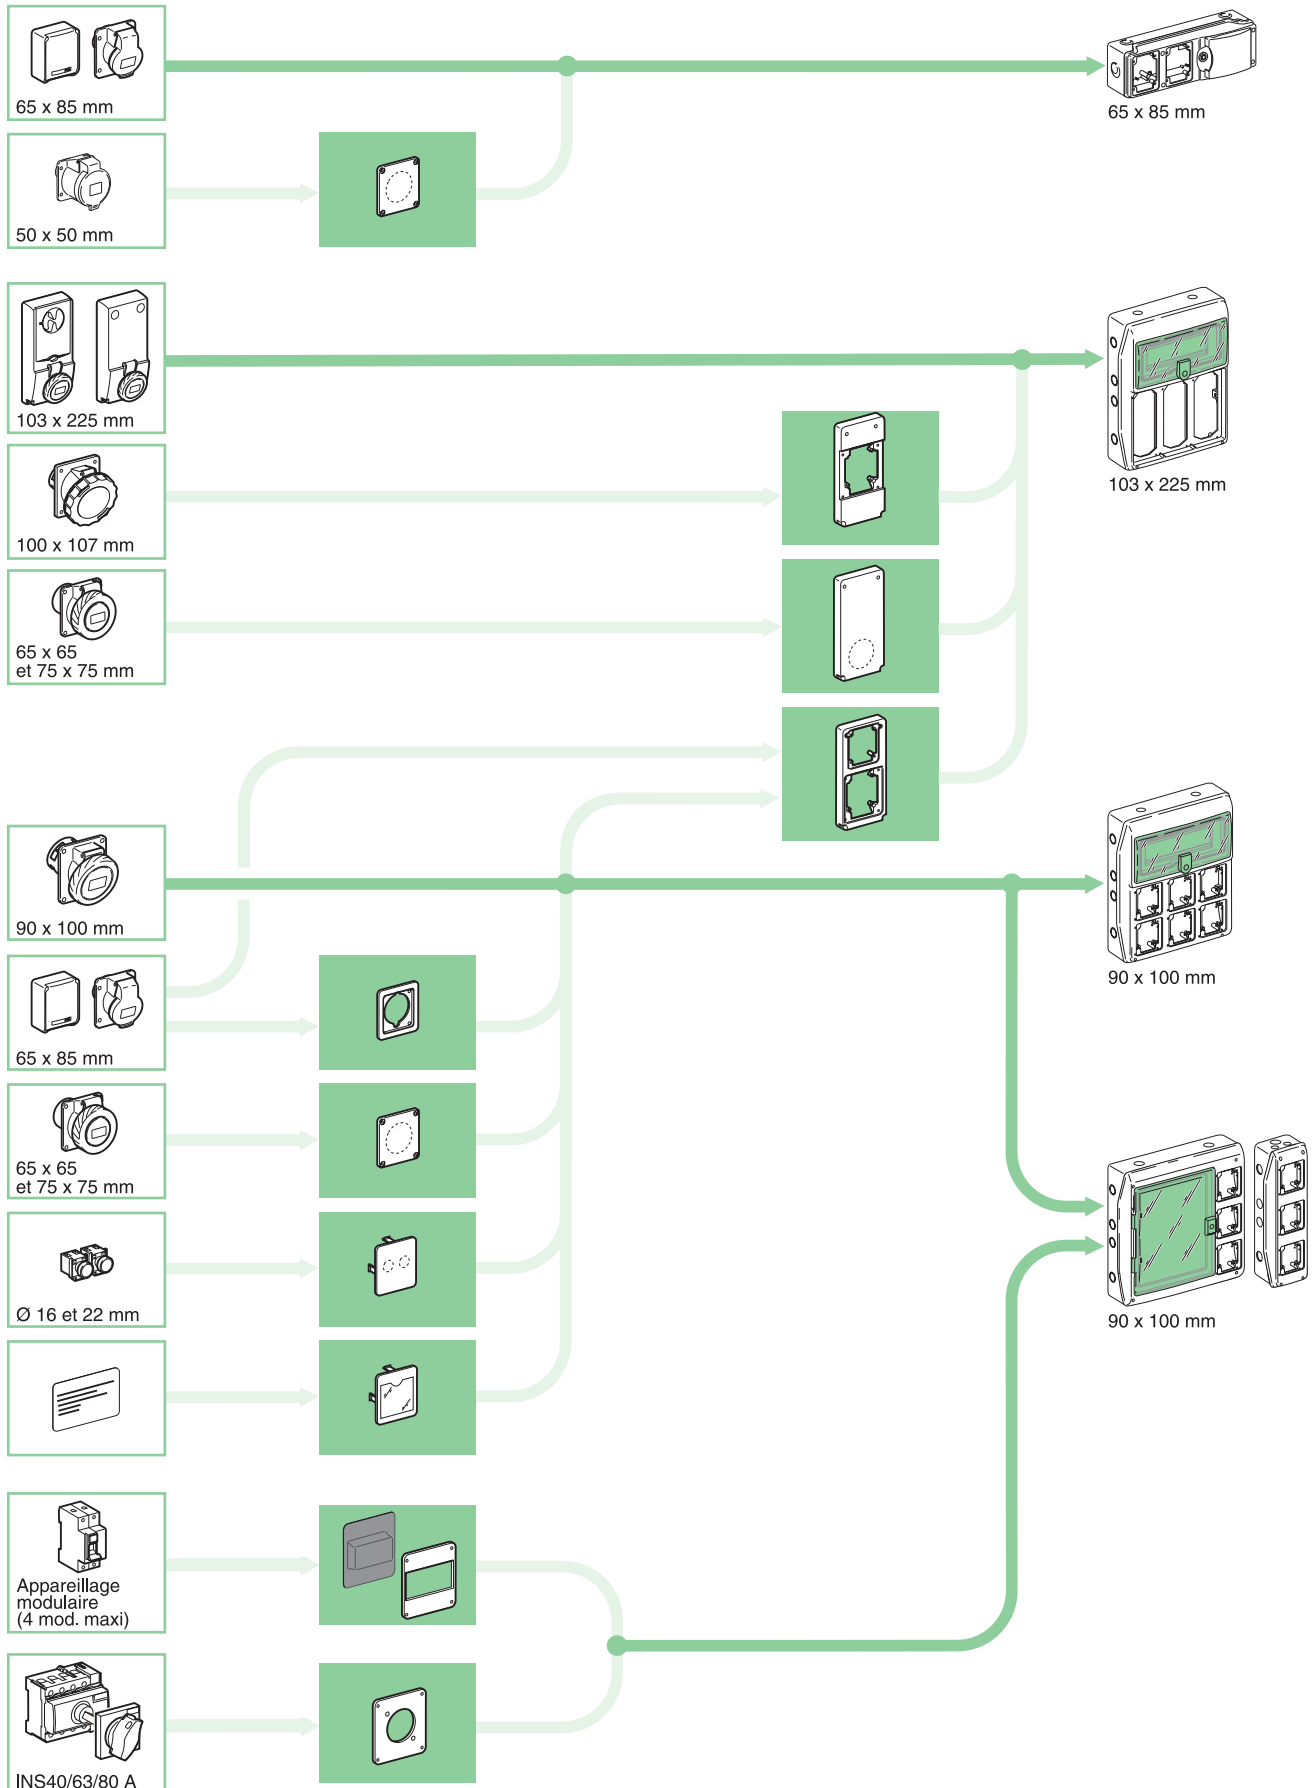 65 x 85 mm
65 x 85 mm
50 x 50 mm
103 x 225 mm
103 x 225 mm
100 x 107 mm
65 x 65
et 75 x 75 mm
90 x 100 mm
90 x 100 mm
65 x 85 mm
65 x 65
et 75 x 75 mm
Ø 16 et 22 mm
90 x 100 mm
Appareillage
modulaire
(4 mod. maxi)
INS40/63/80 A